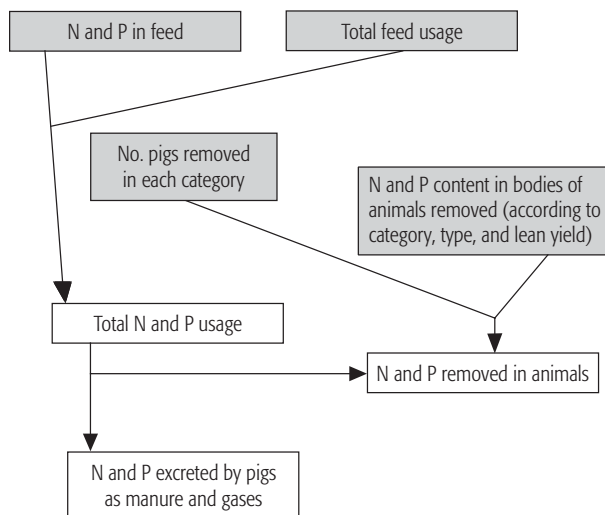 N and P in feed
Total feed usage
No. pigs removed
in each category
N and P content in bodies of
animals removed (according to
category, type, and lean yield)
Total N and P usage
N and P removed in animals
N and P excreted by pigs
as manure and gases